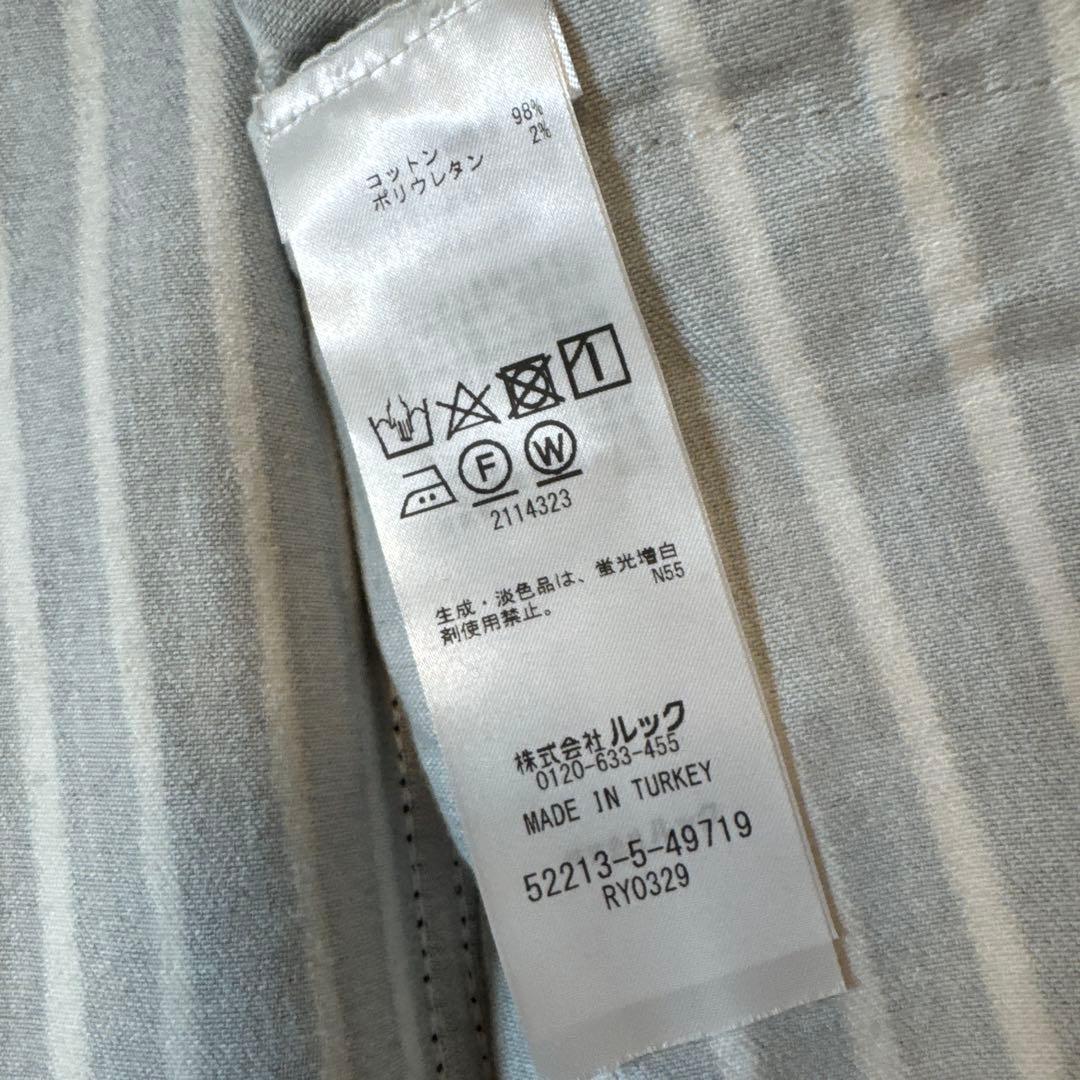 コットン 98%
ポリウレタン 2%
F W
2114323
生成・淡色品は、蛍光増白
剤使用禁止。 N55
株式会社ルック
0120-633-455
MADE IN TURKEY
52213-5-49719
RY0329